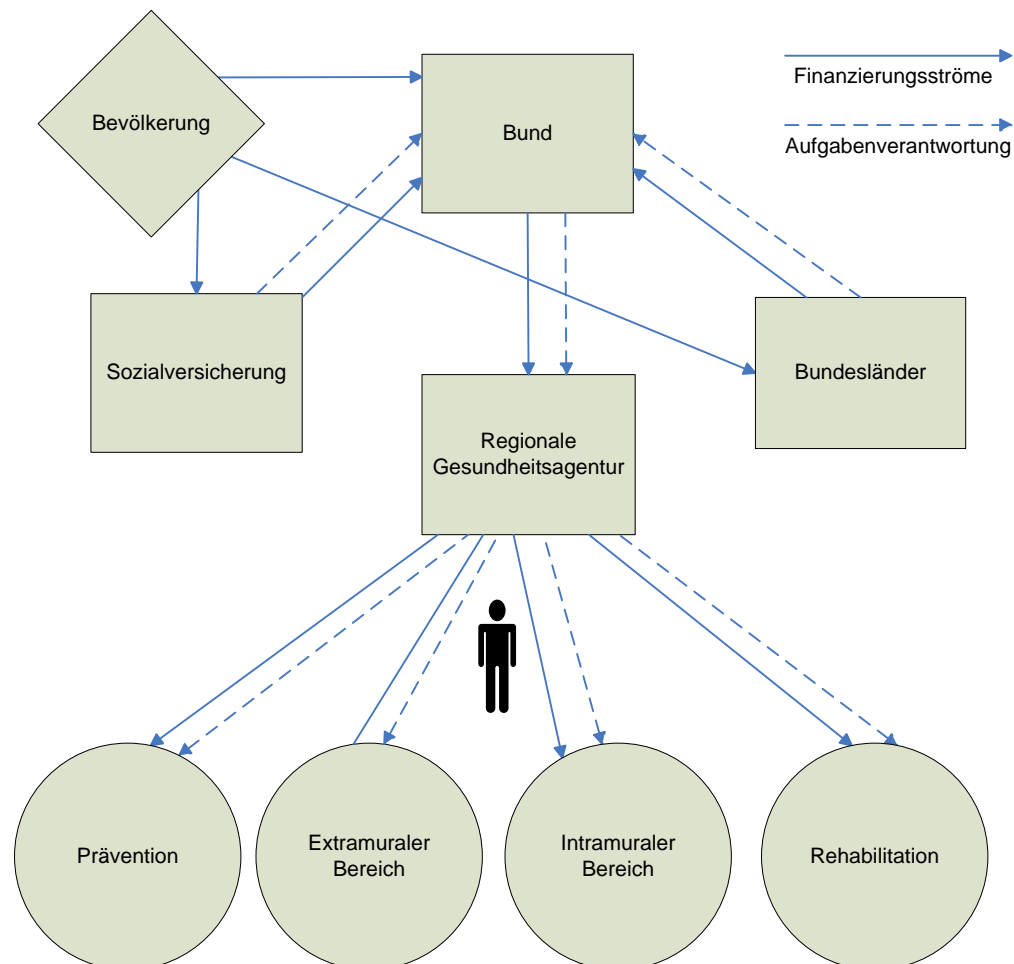 Finanzierungsströme
Bevölkerung
Bund
Aufgabenverantwortung
Sozialversicherung
Bundesländer
Regionale
Gesundheitsagentur
Prävention
Extramuraler
Bereich
Intramuraler
Bereich
Rehabilitation